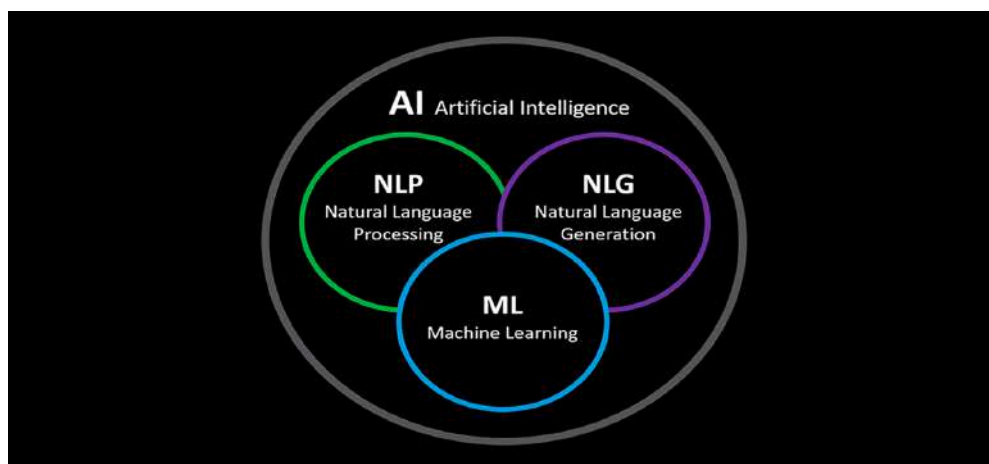 AI Artificial Intelligence
NLP
Natural Language
Processing
NLG
Natural Language
Generation
ML
Machine Learning